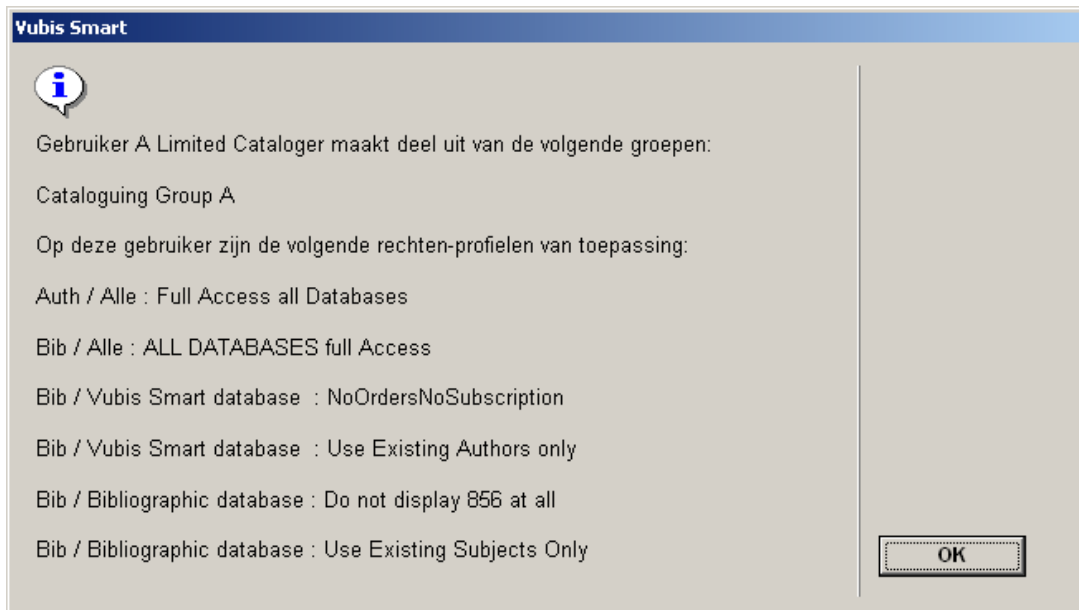 Vubis Smart
Gebruiker A Limited Cataloger maakt deel uit van de volgende groepen:
Cataloguing Group A
Op deze gebruiker zijn de volgende rechten-profielen van toepassing:
Auth / Alle : Full Access all Databases
Bib / Alle : ALL DATABASES full Access
Bib / Vubis Smart database : NoOrdersNoSubscription
Bib / Vubis Smart database : Use Existing Authors only
Bib / Bibliographic database : Do not display 856 at all
Bib / Bibliographic database : Use Existing Subjects Only
OK